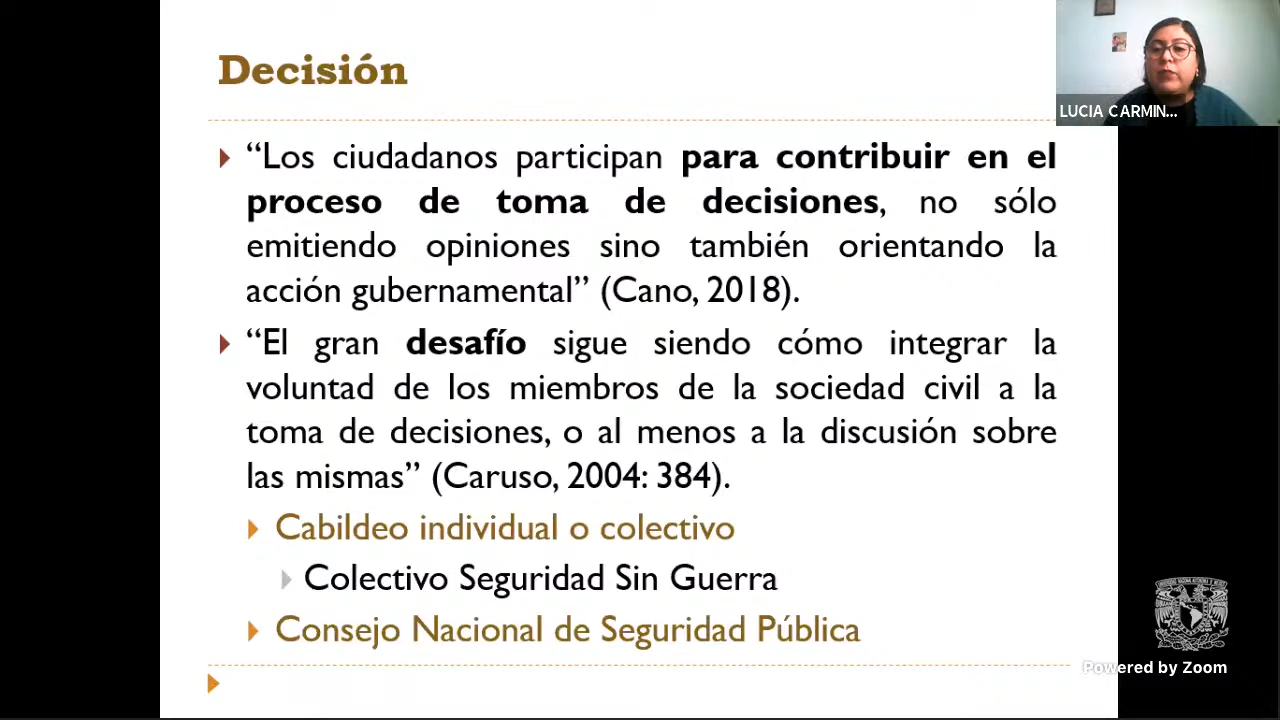 Decisión
LUCIA CARMIN...
“Los ciudadanos participan para contribuir en el
proceso de toma de decisiones, no sólo
emitiendo opiniones sino también orientando la
acción gubernamental” (Cano, 2018).
“El gran desafío sigue siendo cómo integrar la
voluntad de los miembros de la sociedad civil a la
toma de decisiones, o al menos a la discusión sobre
las mismas” (Caruso, 2004: 384).
Cabildeo individual o colectivo
Colectivo Seguridad Sin Guerra
Consejo Nacional de Seguridad Pública
Powered by Zoom